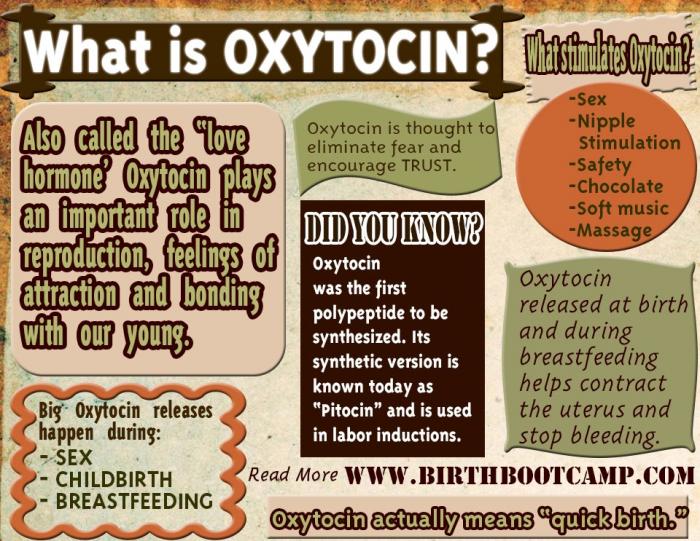 What is OXYTOCIN?
What stimulates Oxytocin?
-Sex
-Nipple
Stimulation
-Safety
-Chocolate
-Soft music
-Massage
Also called the “love
hormone’ Oxytocin plays
an important role in
reproduction, feelings of
attraction and bonding
with our young.
Oxytocin is thought to
eliminate fear and
encourage TRUST.
DID YOU KNOW?
Oxytocin
was the first
polypeptide to be
synthesized. Its
synthetic version is
known today as
“Pitocin” and is used
in labor inductions.
Oxytocin
released at birth
and during
breastfeeding
helps contract
the uterus and
stop bleeding.
Big Oxytocin releases
happen during:
- SEX
- CHILDBIRTH
- BREASTFEEDING
Read More WWW.BIRTHBOOTCAMP.COM
Oxytocin actually means “quick birth.”